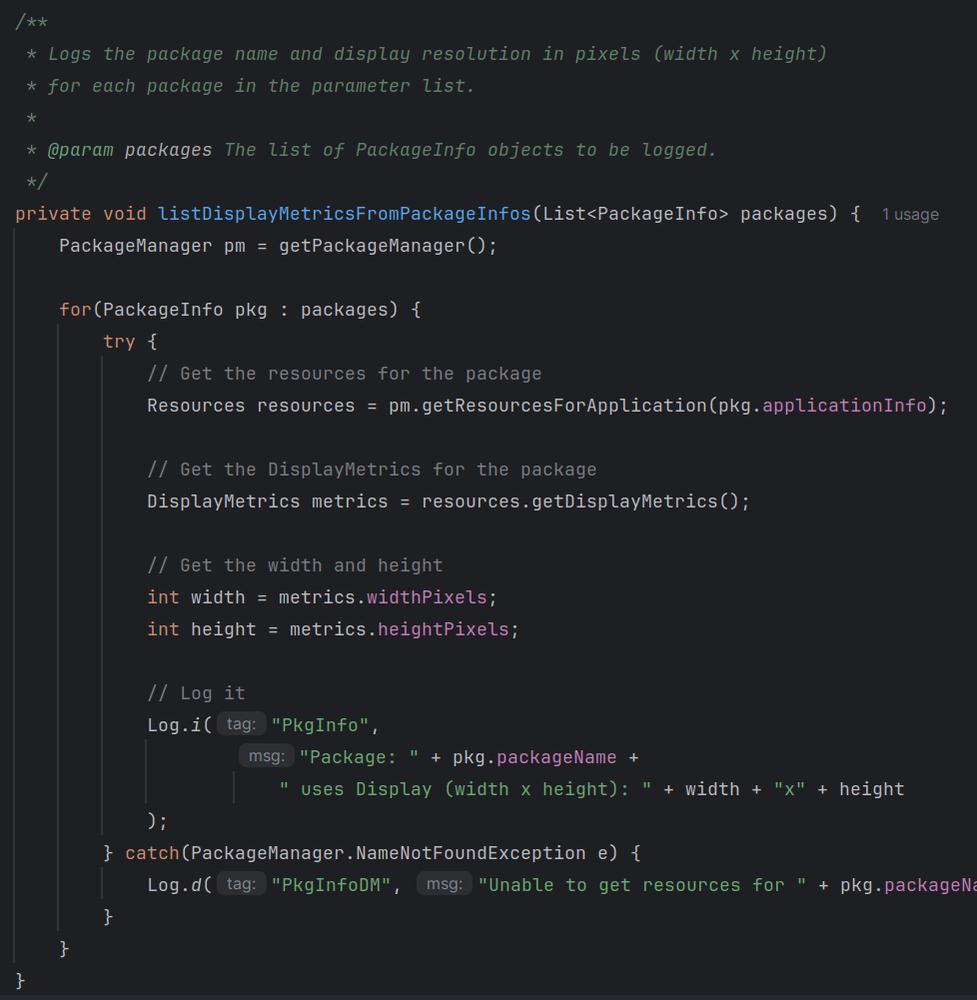 /**
 * Logs the package name and display resolution in pixels (width x height)
 * for each package in the parameter list.
 *
 * @param packages The list of PackageInfo objects to be logged.
 */
private void listDisplayMetricsFromPackageInfos(List<PackageInfo> packages) {  1 usage
    PackageManager pm = getPackageManager();

    for(PackageInfo pkg : packages) {
        try {
            // Get the resources for the package
            Resources resources = pm.getResourcesForApplication(pkg.applicationInfo);

            // Get the DisplayMetrics for the package
            DisplayMetrics metrics = resources.getDisplayMetrics();

            // Get the width and height
            int width = metrics.widthPixels;
            int height = metrics.heightPixels;

            // Log it
            Log.i( tag: "PkgInfo",
                    msg: "Package: " + pkg.packageName +
                        " uses Display (width x height): " + width + "x" + height
            );
        } catch(PackageManager.NameNotFoundException e) {
            Log.d( tag: "PkgInfoDM",  msg: "Unable to get resources for " + pkg.
        }
    }
}